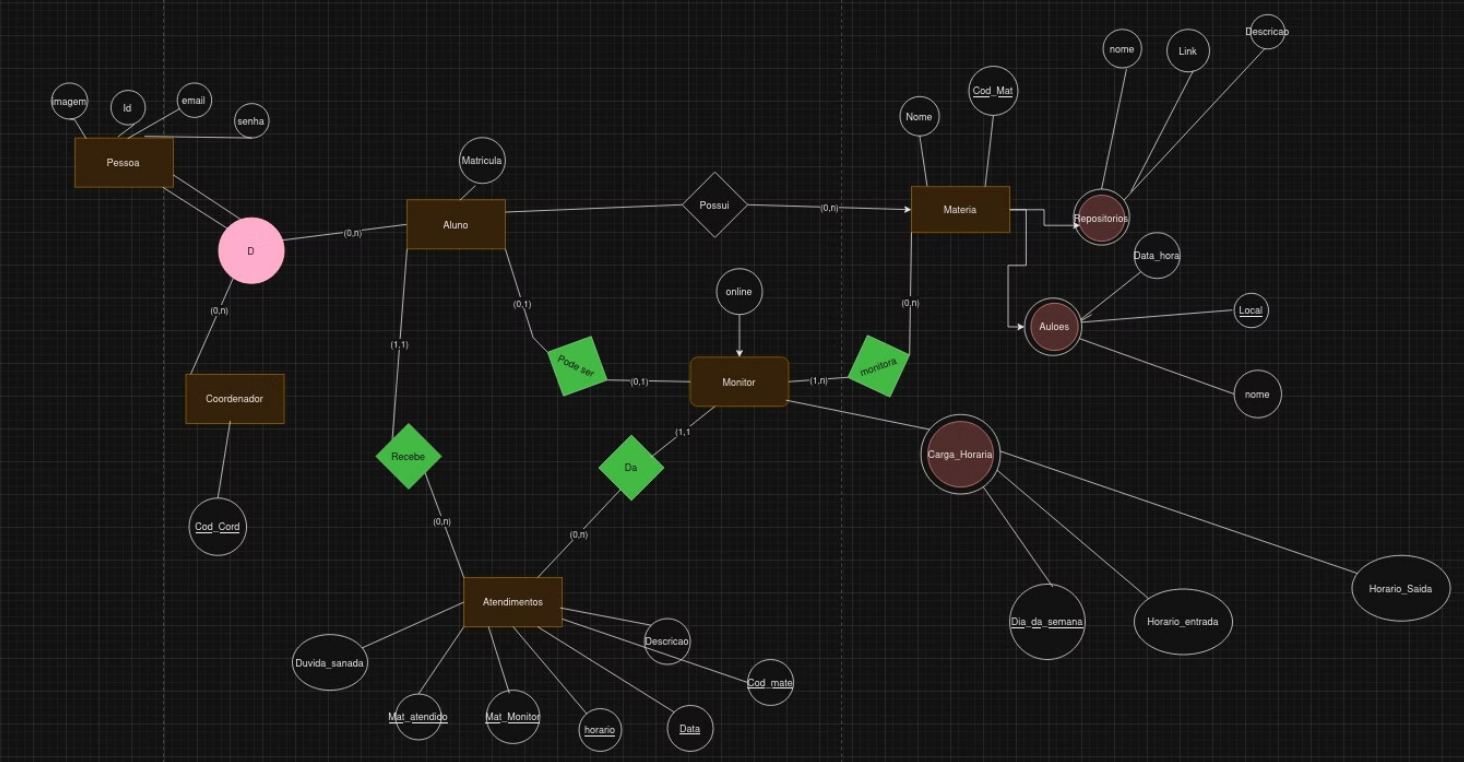 Descricao
nome
Link
Cod_Mat
imagem
Id
email
senha
Nome
Pessoa
Matricula
Aluno
Possui
(0,n)
Materia
Repositorios
D
(0,n)
Data_hora
online
(0,n)
(0,1)
(0,n)
Local
Auloes
(1,1)
Pode ser
monitora
(0,1)
Monitor
(1,n)
nome
Coordenador
(1,1
Recebe
Da
Carga_Horaria
(0,n)
Cod_Cord
(0,n)
Horario_Saida
Atendimentos
Dia_da_semana
Horario_entrada
Descricao
Duvida_sanada
Cod_mate
Mat_atendido
Mat_Monitor
horario
Data